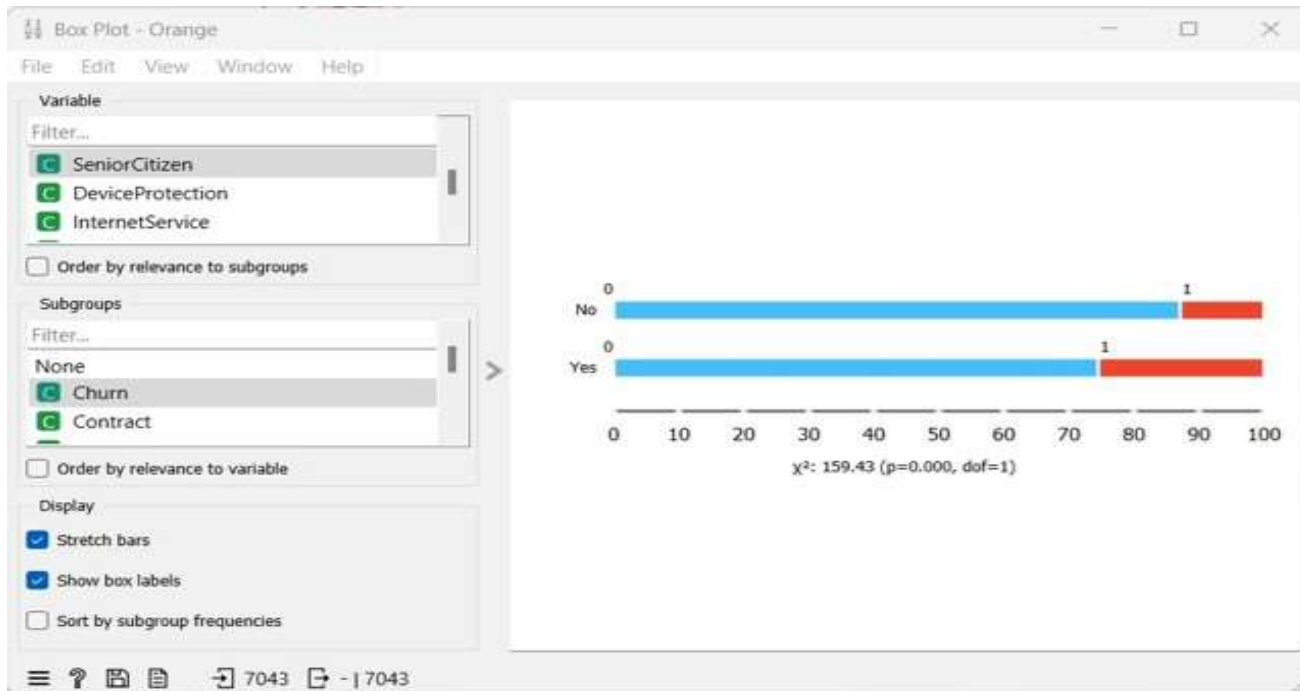 Box Plot - Orange
File Edit View Window Help
Variable
Filter...
C SeniorCitizen
C DeviceProtection
C InternetService
Order by relevance to subgroups
Subgroups
Filter...
None
C Churn
C Contract
Order by relevance to variable
Display
Stretch bars
Show box labels
Sort by subgroup frequencies
? 7043 - | 7043
>
0 1
No
0 1
Yes
0 10 20 30 40 50 60 70 80 90 100
χ²: 159.43 (p=0.000, dof=1)